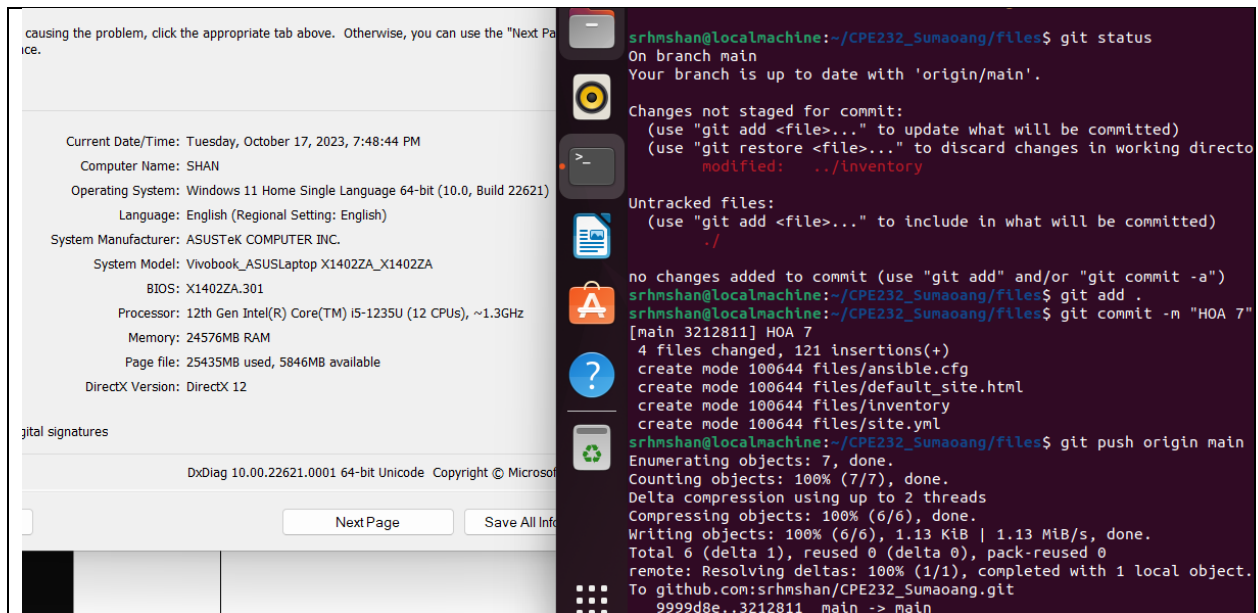 causing the problem, click the appropriate tab above.  Otherwise, you can use the "Next Pa
Current Date/Time: Tuesday, October 17, 2023, 7:48:44 PM
Computer Name: SHAN
Operating System: Windows 11 Home Single Language 64-bit (10.0, Build 22621)
Language: English (Regional Setting: English)
System Manufacturer: ASUSTeK COMPUTER INC.
System Model: Vivobook_ASUSLaptop X1402ZA_X1402ZA
BIOS: X1402ZA.301
Processor: 12th Gen Intel(R) Core(TM) i5-1235U (12 CPUs), ~1.3GHz
Memory: 24576MB RAM
Page file: 25435MB used, 5846MB available
DirectX Version: DirectX 12
gital signatures
DxDiag 10.00.22621.0001 64-bit Unicode  Copyright © Microsof
Next Page
Save All Info
srhmshan@localmachine:~/CPE232_Sumaoang/files$ git status
On branch main
Your branch is up to date with 'origin/main'.
Changes not staged for commit:
  (use "git add <file>..." to update what will be committed)
  (use "git restore <file>..." to discard changes in working directo
        modified:   ../inventory
Untracked files:
  (use "git add <file>..." to include in what will be committed)
        ./
no changes added to commit (use "git add" and/or "git commit -a")
srhmshan@localmachine:~/CPE232_Sumaoang/files$ git add .
srhmshan@localmachine:~/CPE232_Sumaoang/files$ git commit -m "HOA 7"
[main 3212811] HOA 7
 4 files changed, 121 insertions(+)
 create mode 100644 files/ansible.cfg
 create mode 100644 files/default_site.html
 create mode 100644 files/inventory
 create mode 100644 files/site.yml
srhmshan@localmachine:~/CPE232_Sumaoang/files$ git push origin main
Enumerating objects: 7, done.
Counting objects: 100% (7/7), done.
Delta compression using up to 2 threads
Compressing objects: 100% (6/6), done.
Writing objects: 100% (6/6), 1.13 KiB | 1.13 MiB/s, done.
Total 6 (delta 1), reused 0 (delta 0), pack-reused 0
remote: Resolving deltas: 100% (1/1), completed with 1 local object.
To github.com:srhmshan/CPE232_Sumaoang.git
   9999d8e..3212811  main -> main